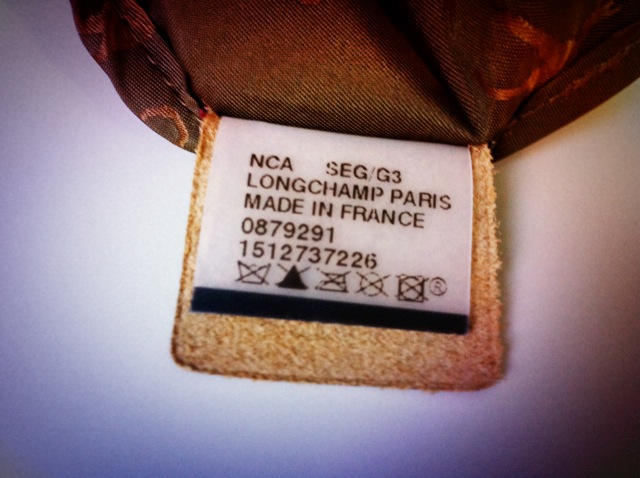 NCA SEG/G3
LONGCHAMP PARIS
MADE IN FRANCE
0879291
1512737226